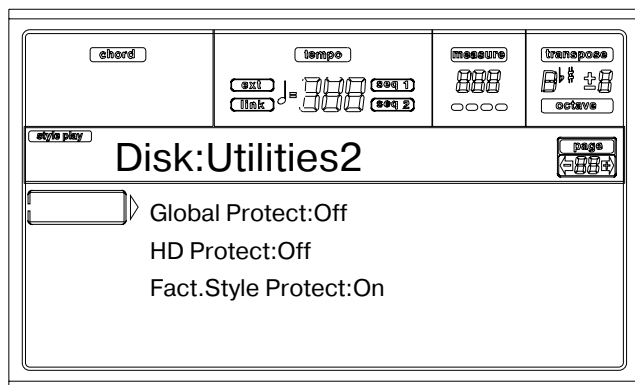 chord
tempo
measure
transpose
ext
seq 1
link
seq 2
octave
style play
Disk:Utilities2
page
Global Protect:Off
HD Protect:Off
Fact.Style Protect:On